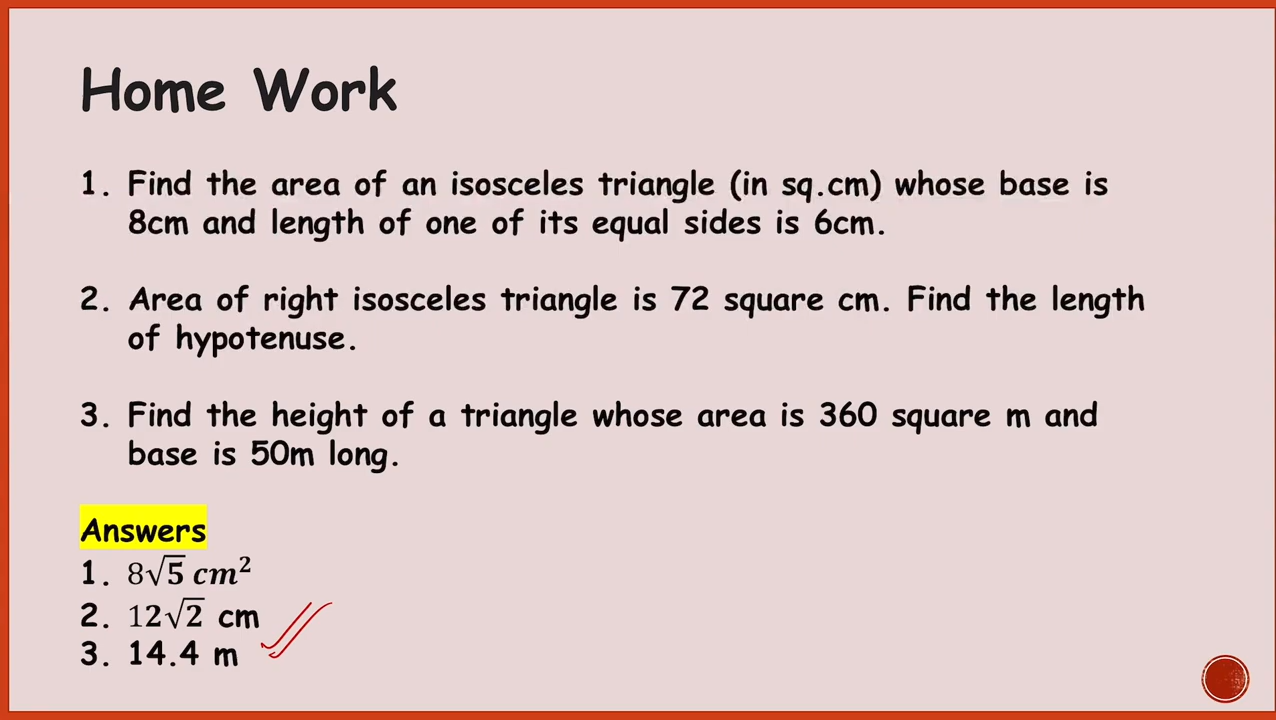 Home Work
1. Find the area of an isosceles triangle (in sq.cm) whose base is
8cm and length of one of its equal sides is 6cm.
2. Area of right isosceles triangle is 72 square cm. Find the length
of hypotenuse.
3. Find the height of a triangle whose area is 360 square m and
base is 50m long.
Answers
1. 8√5 cm²
2. 12√2 cm
3. 14.4 m